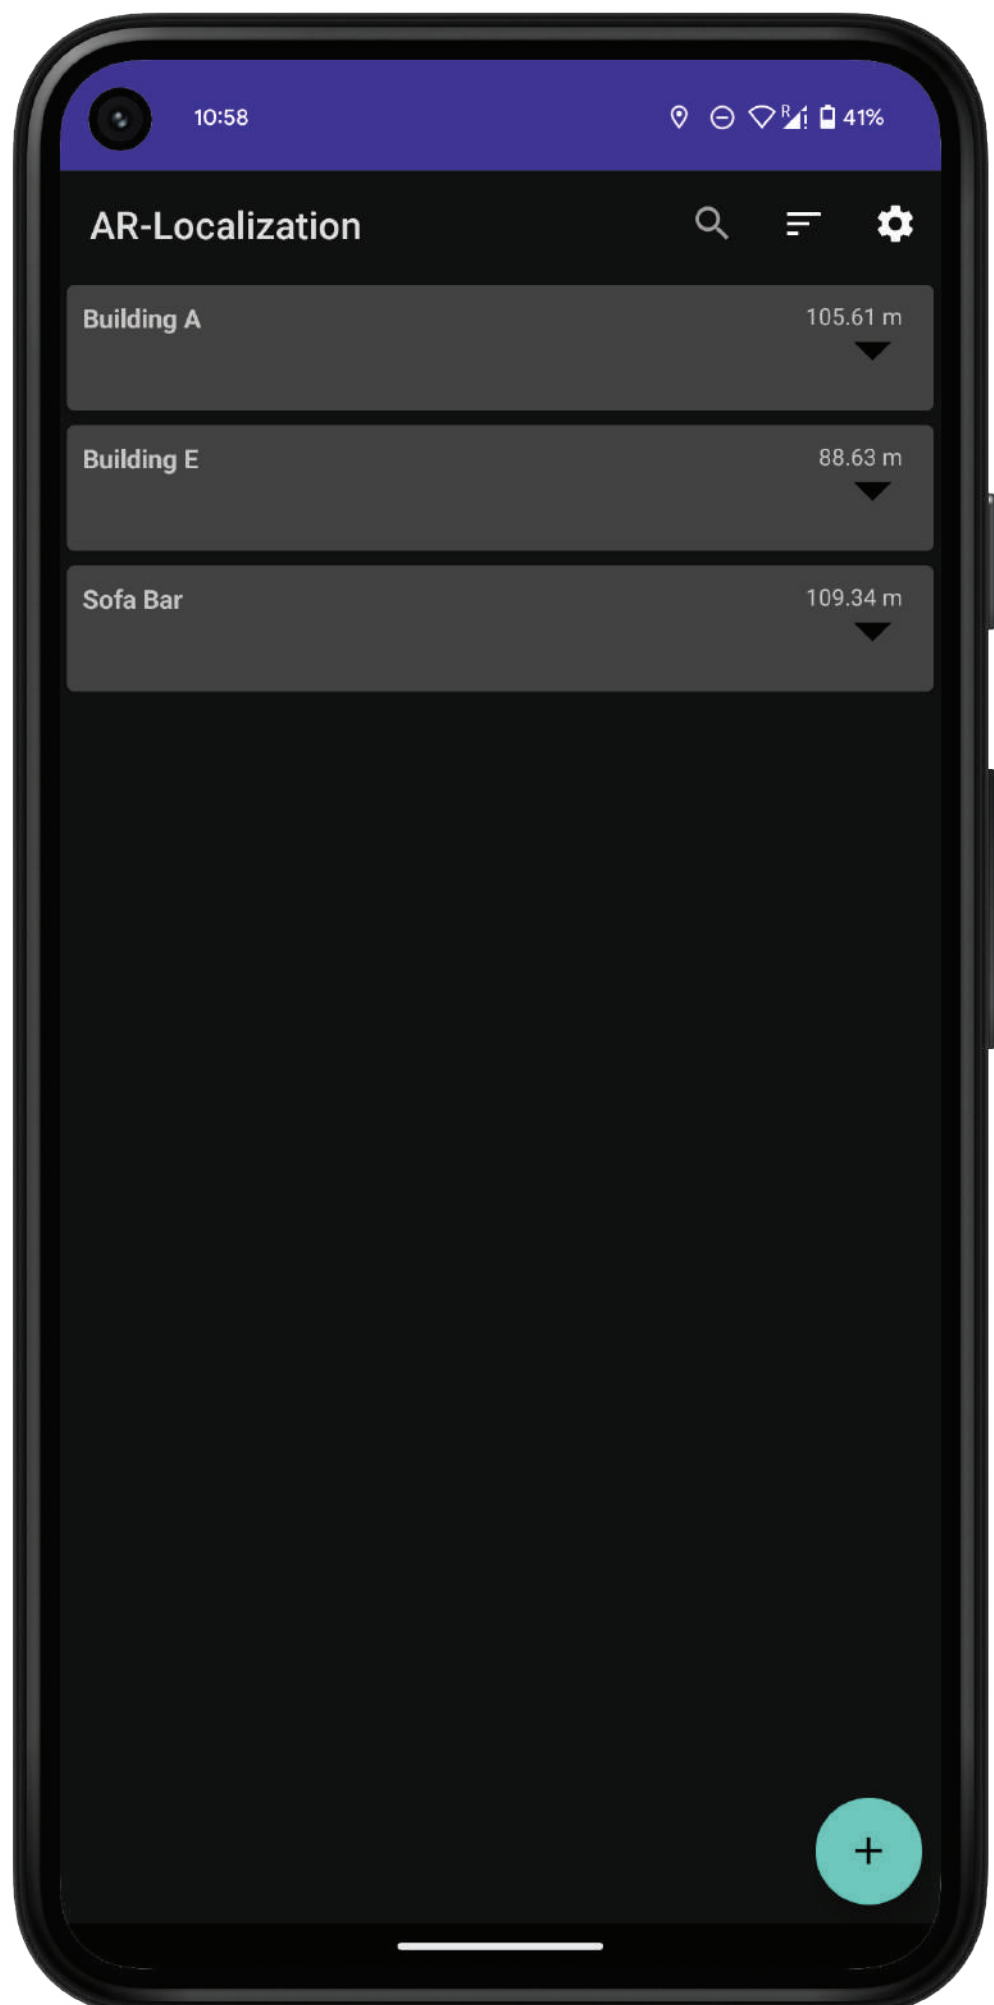 10:58
R
41%
AR-Localization
Building A
105.61 m
Building E
88.63 m
Sofa Bar
109.34 m